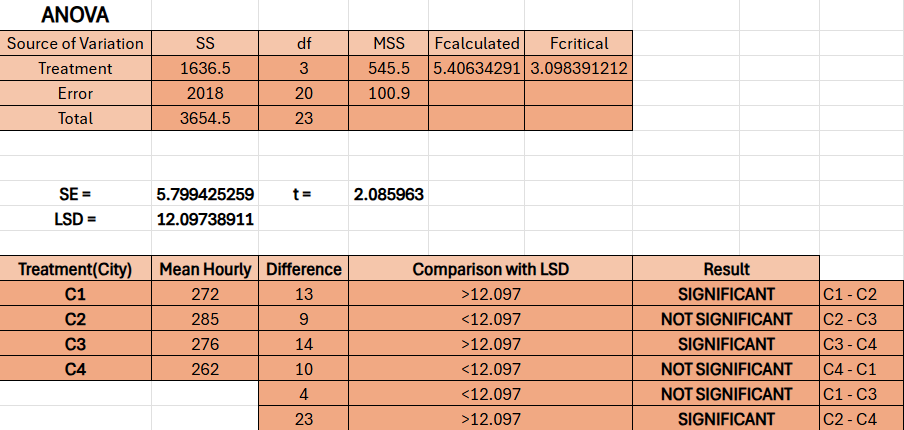 ANOVA
Source of Variation SS df MSS Fcalculated Fcritical
Treatment 1636.5 3 545.5 5.40634291 3.098391212
Error 2018 20 100.9
Total 3654.5 23
SE = 5.799425259 t = 2.085963
LSD = 12.09738911
Treatment(City) Mean Hourly Difference Comparison with LSD Result
C1 272 13 >12.097 SIGNIFICANT C1 - C2
C2 285 9 <12.097 NOT SIGNIFICANT C2 - C3
C3 276 14 >12.097 SIGNIFICANT C3 - C4
C4 262 10 <12.097 NOT SIGNIFICANT C4 - C1
4 <12.097 NOT SIGNIFICANT C1 - C3
23 >12.097 SIGNIFICANT C2 - C4